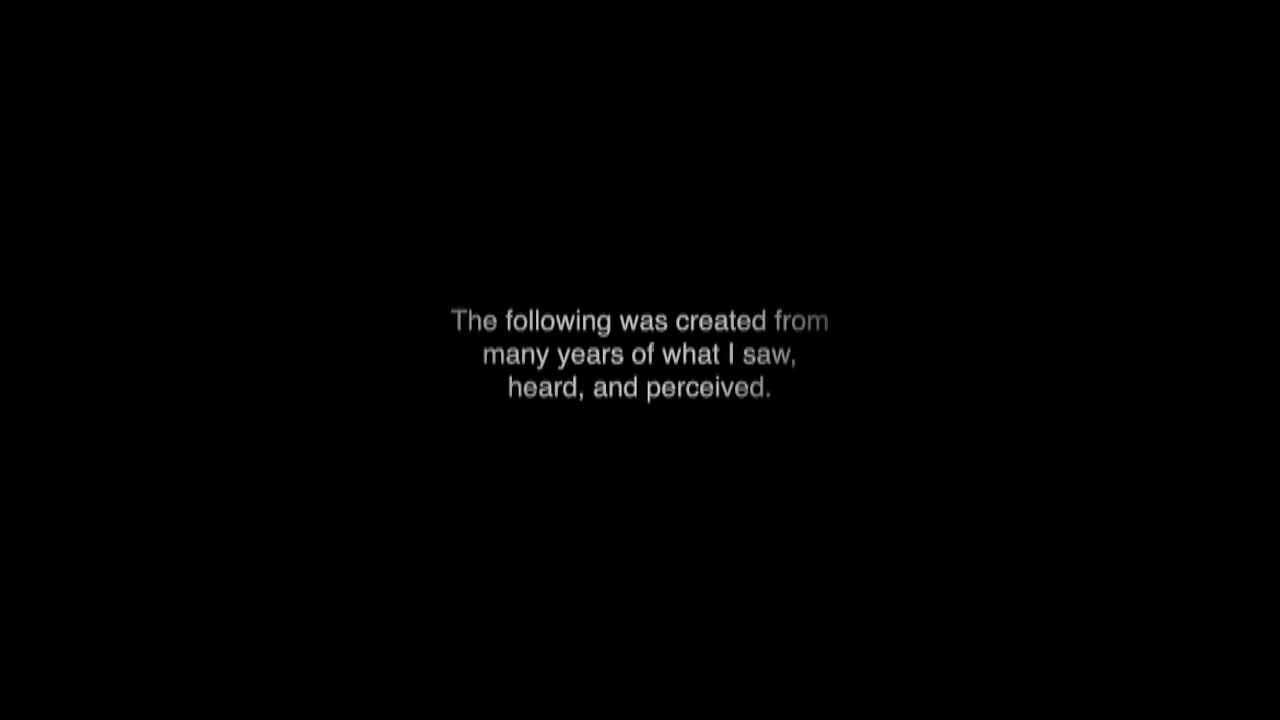 The following was created from
many years of what I saw,
heard, and perceived.